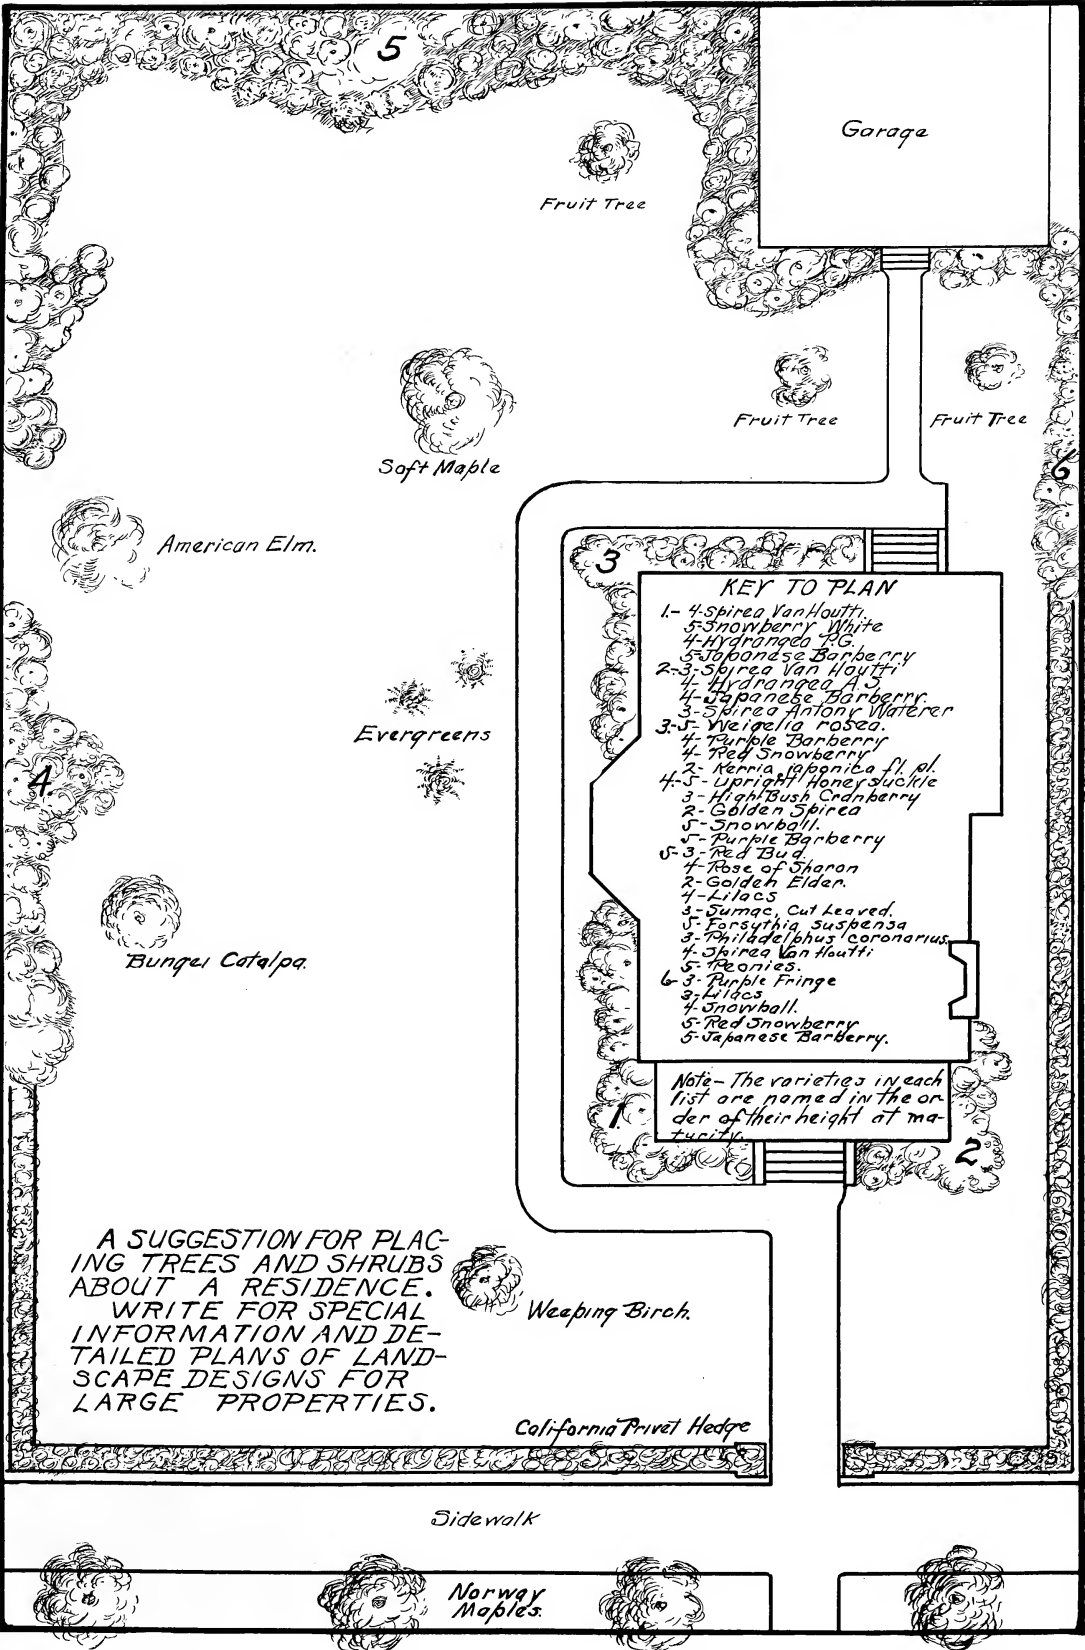 5
Garage
Fruit Tree
Fruit Tree
Fruit Tree
Soft Maple
6
American Elm.
3
KEY TO PLAN
1.- 4-Spirea Van Houtti.
5-Snowberry White
4-Hydrangea P.G.
5-Japanese Barberry
2.-3-Spirea Van Houtti
4-Hydrangea A.S.
4-Japanese Barberry.
3-Spirea Antony Waterer
3.-5-Weigelia rosea.
4-Purple Barberry
4-Red Snowberry
2-Kerria Japonica fl. pl.
4.-5-Upright Honeysuckle
3-High Bush Cranberry
2-Golden Spirea
5-Snowball.
5-Purple Barberry
5-3-Red Bud.
4-Rose of Sharon
2-Golden Elder.
4-Lilacs
3-Sumac, Cut Leaved.
5-Forsythia suspensa
3-Philadelphus coronarius.
4-Spirea Van Houtti
5-Peonies.
6-3-Purple Fringe
3-Lilacs
4-Snowball.
5-Red Snowberry
5-Japanese Barberry.
Note-The varieties in each
list are named in the or-
der of their height at ma-
turity.
Evergreens
4.
Bungei Catalpa.
1.
2
A SUGGESTION FOR PLAC-
ING TREES AND SHRUBS
ABOUT A RESIDENCE.
WRITE FOR SPECIAL
INFORMATION AND DE-
TAILED PLANS OF LAND-
SCAPE DESIGNS FOR
LARGE PROPERTIES.
Weeping Birch.
California Privet Hedge
Sidewalk
Norway
Maples.